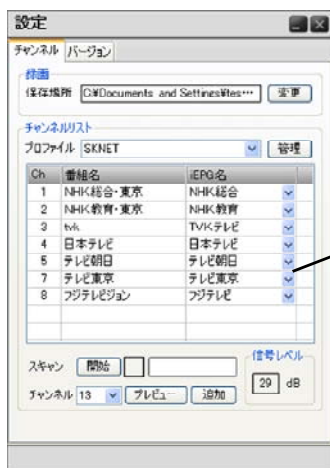 設定
チャンネル バージョン
録画
保存場所 C:¥Documents and Settings¥tes… 変更
チャンネルリスト
プロファイル SKNET 管理
Ch 番組名 iEPG名
1 NHK総合・東京 NHK総合
2 NHK教育・東京 NHK教育
3 tvk TVKテレビ
4 日本テレビ 日本テレビ
5 テレビ朝日 テレビ朝日
7 テレビ東京 テレビ東京
8 フジテレビジョン フジテレビ
スキャン 開始
信号レベル
29 dB
チャンネル 13 プレビュー 追加